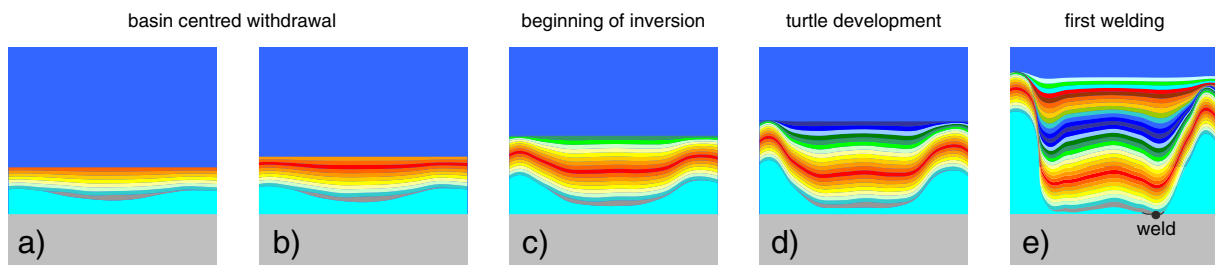 basin centred withdrawal
beginning of inversion
turtle development
first welding
a)
b)
c)
d)
e)
weld